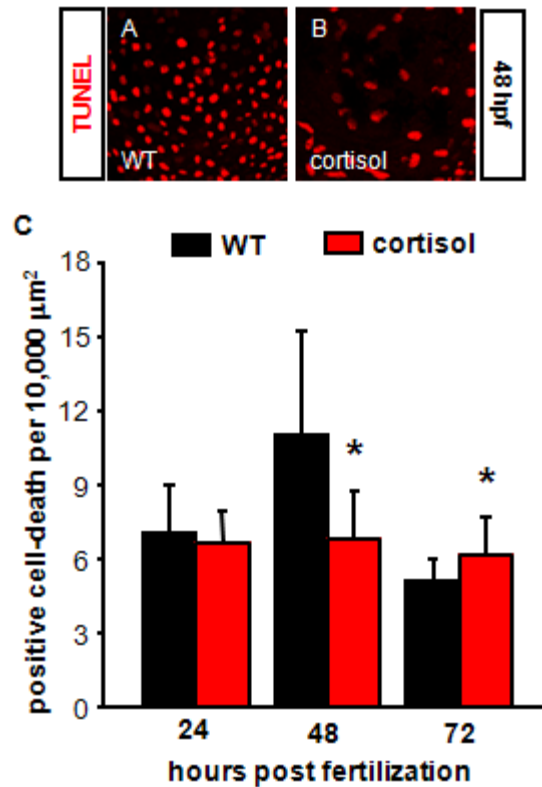 A
B
TUNEL
48 hpf
WT
cortisol
C
WT
cortisol
positive cell-death per 10,000 μm²
18
15
12
9
6
3
0
*
*
24
48
72
hours post fertilization